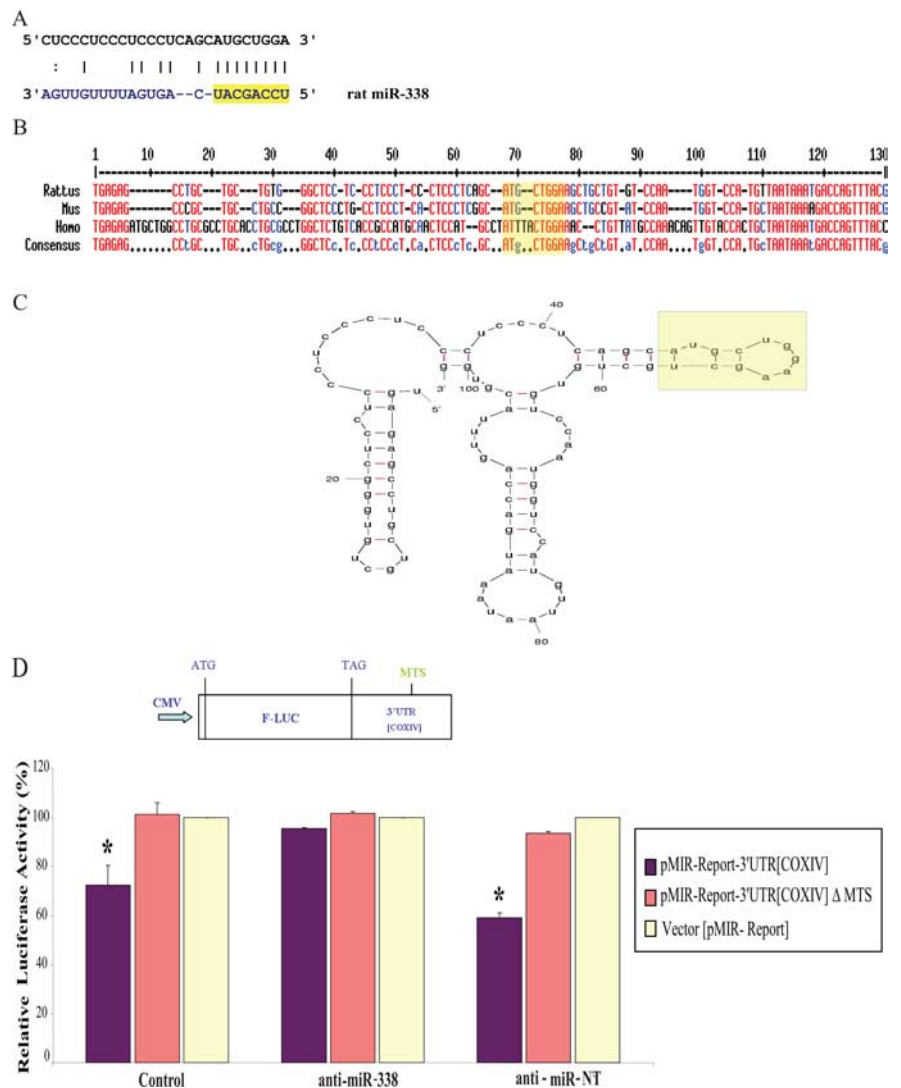 A
5'CUCCCUCCCUCCCUCAGCAUGCUGGA 3'
3'AGUUGUUUUAGUGA--C-UACGACCU 5' rat miR-338
B
1 10 20 30 40 50 60 70 80 90 100 110 120 130
Rattus TGAGAG-------CCTGC--TGC--TGTG---GGCTCC-TC-CCTCCCT-CC-CTCCCTCAGC--ATG--CTGGAAGCTGCTGT-GT-CCAA----TGGT-CCA-TGTTAATAAATGACCAGTTTACG
Mus TGAGAG-------CCCGC--TGC--CTGCC--GGCTCCCTG-CCTCCCT-CA-CTCCCTCGGC--ATG--CTGGAAGCTGCCGT-AT-CCAA----TGGT-CCA-TGCTAATAAAAGACCAGTTTACG
Homo TGAGAGATGCTGGCCTGCGCCTGCACCTGCGCCTGGCTCTGTCACCGCCATGCAACTCCAT-GCCTATTTACTGGAAACC-CTGTTATGCCAAACAGTTGTACCACTGCTAATAAATGACCAGTTTACC
Consensus TGAGAG.......CCtGC..TGC..CTGcg..GGCTCc.Tc.CCtCCcT.Ca.CTCCcTc.GC..ATg..CTGGAAgCtgCtGT.aT.CCAA....TgGT.CCA.TGcTAATAAAtGACCAGTTTACg
C
40
3' 100 60
5'
20
80
D
ATG TAG MTS
CMV
F-LUC 3'UTR
[COXIV]
Relative Luciferase Activity (%)
120
100
80
60
40
20
0
* *
pMIR-Report-3'UTR[COXIV]
pMIR-Report-3'UTR[COXIV] Δ MTS
Vector [pMIR- Report]
Control anti-miR-338 anti-miR-NT